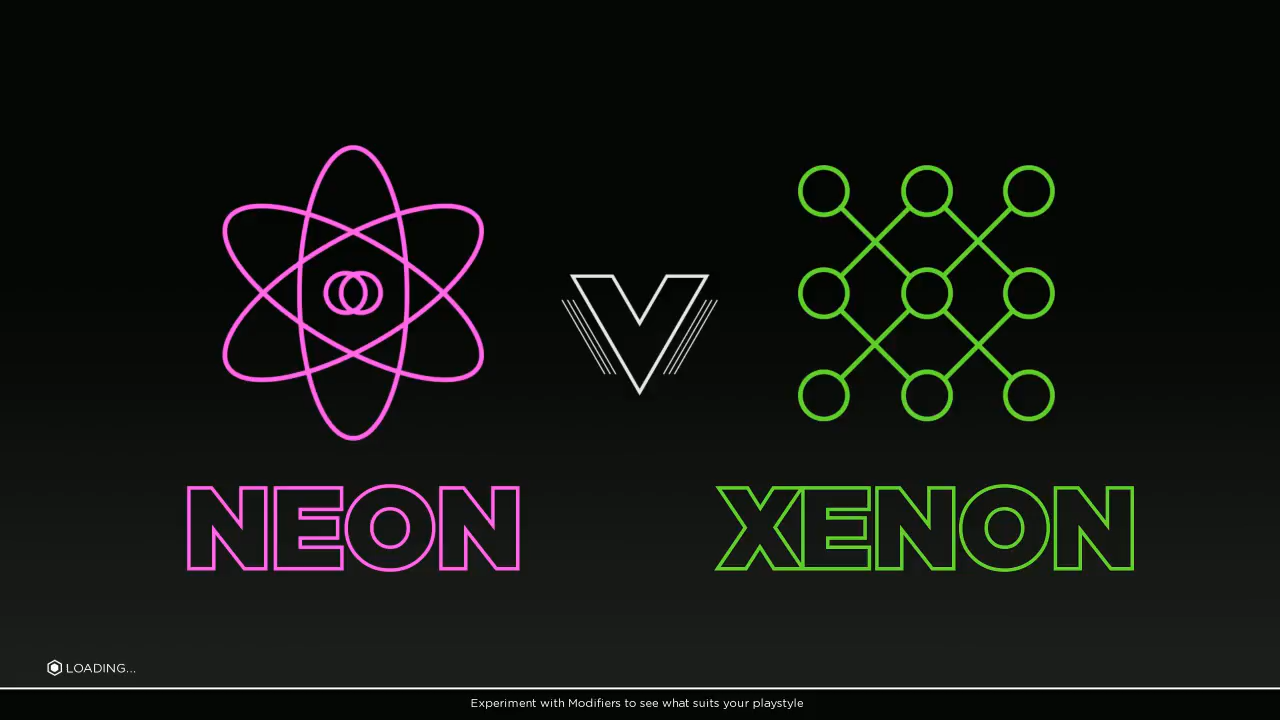 V
NEON
XENON
LOADING...
Experiment with Modifiers to see what suits your playstyle